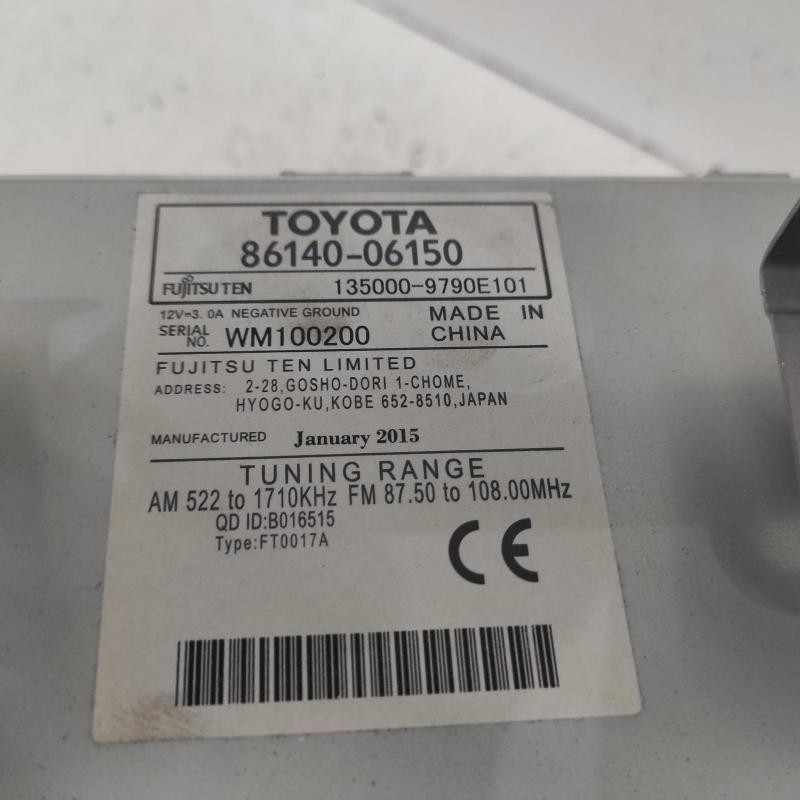 TOYOTA
86140-06150
FUJITSU TEN 135000-9790E101
12V⎓3.0A NEGATIVE GROUND MADE IN
SERIAL NO. WM100200 CHINA
FUJITSU TEN LIMITED
ADDRESS: 2-28,GOSHO-DORI 1-CHOME,
HYOGO-KU,KOBE 652-8510,JAPAN
MANUFACTURED January 2015
TUNING RANGE
AM 522 to 1710KHz FM 87.50 to 108.00MHz
QD ID:B016515
Type:FT0017A
CE